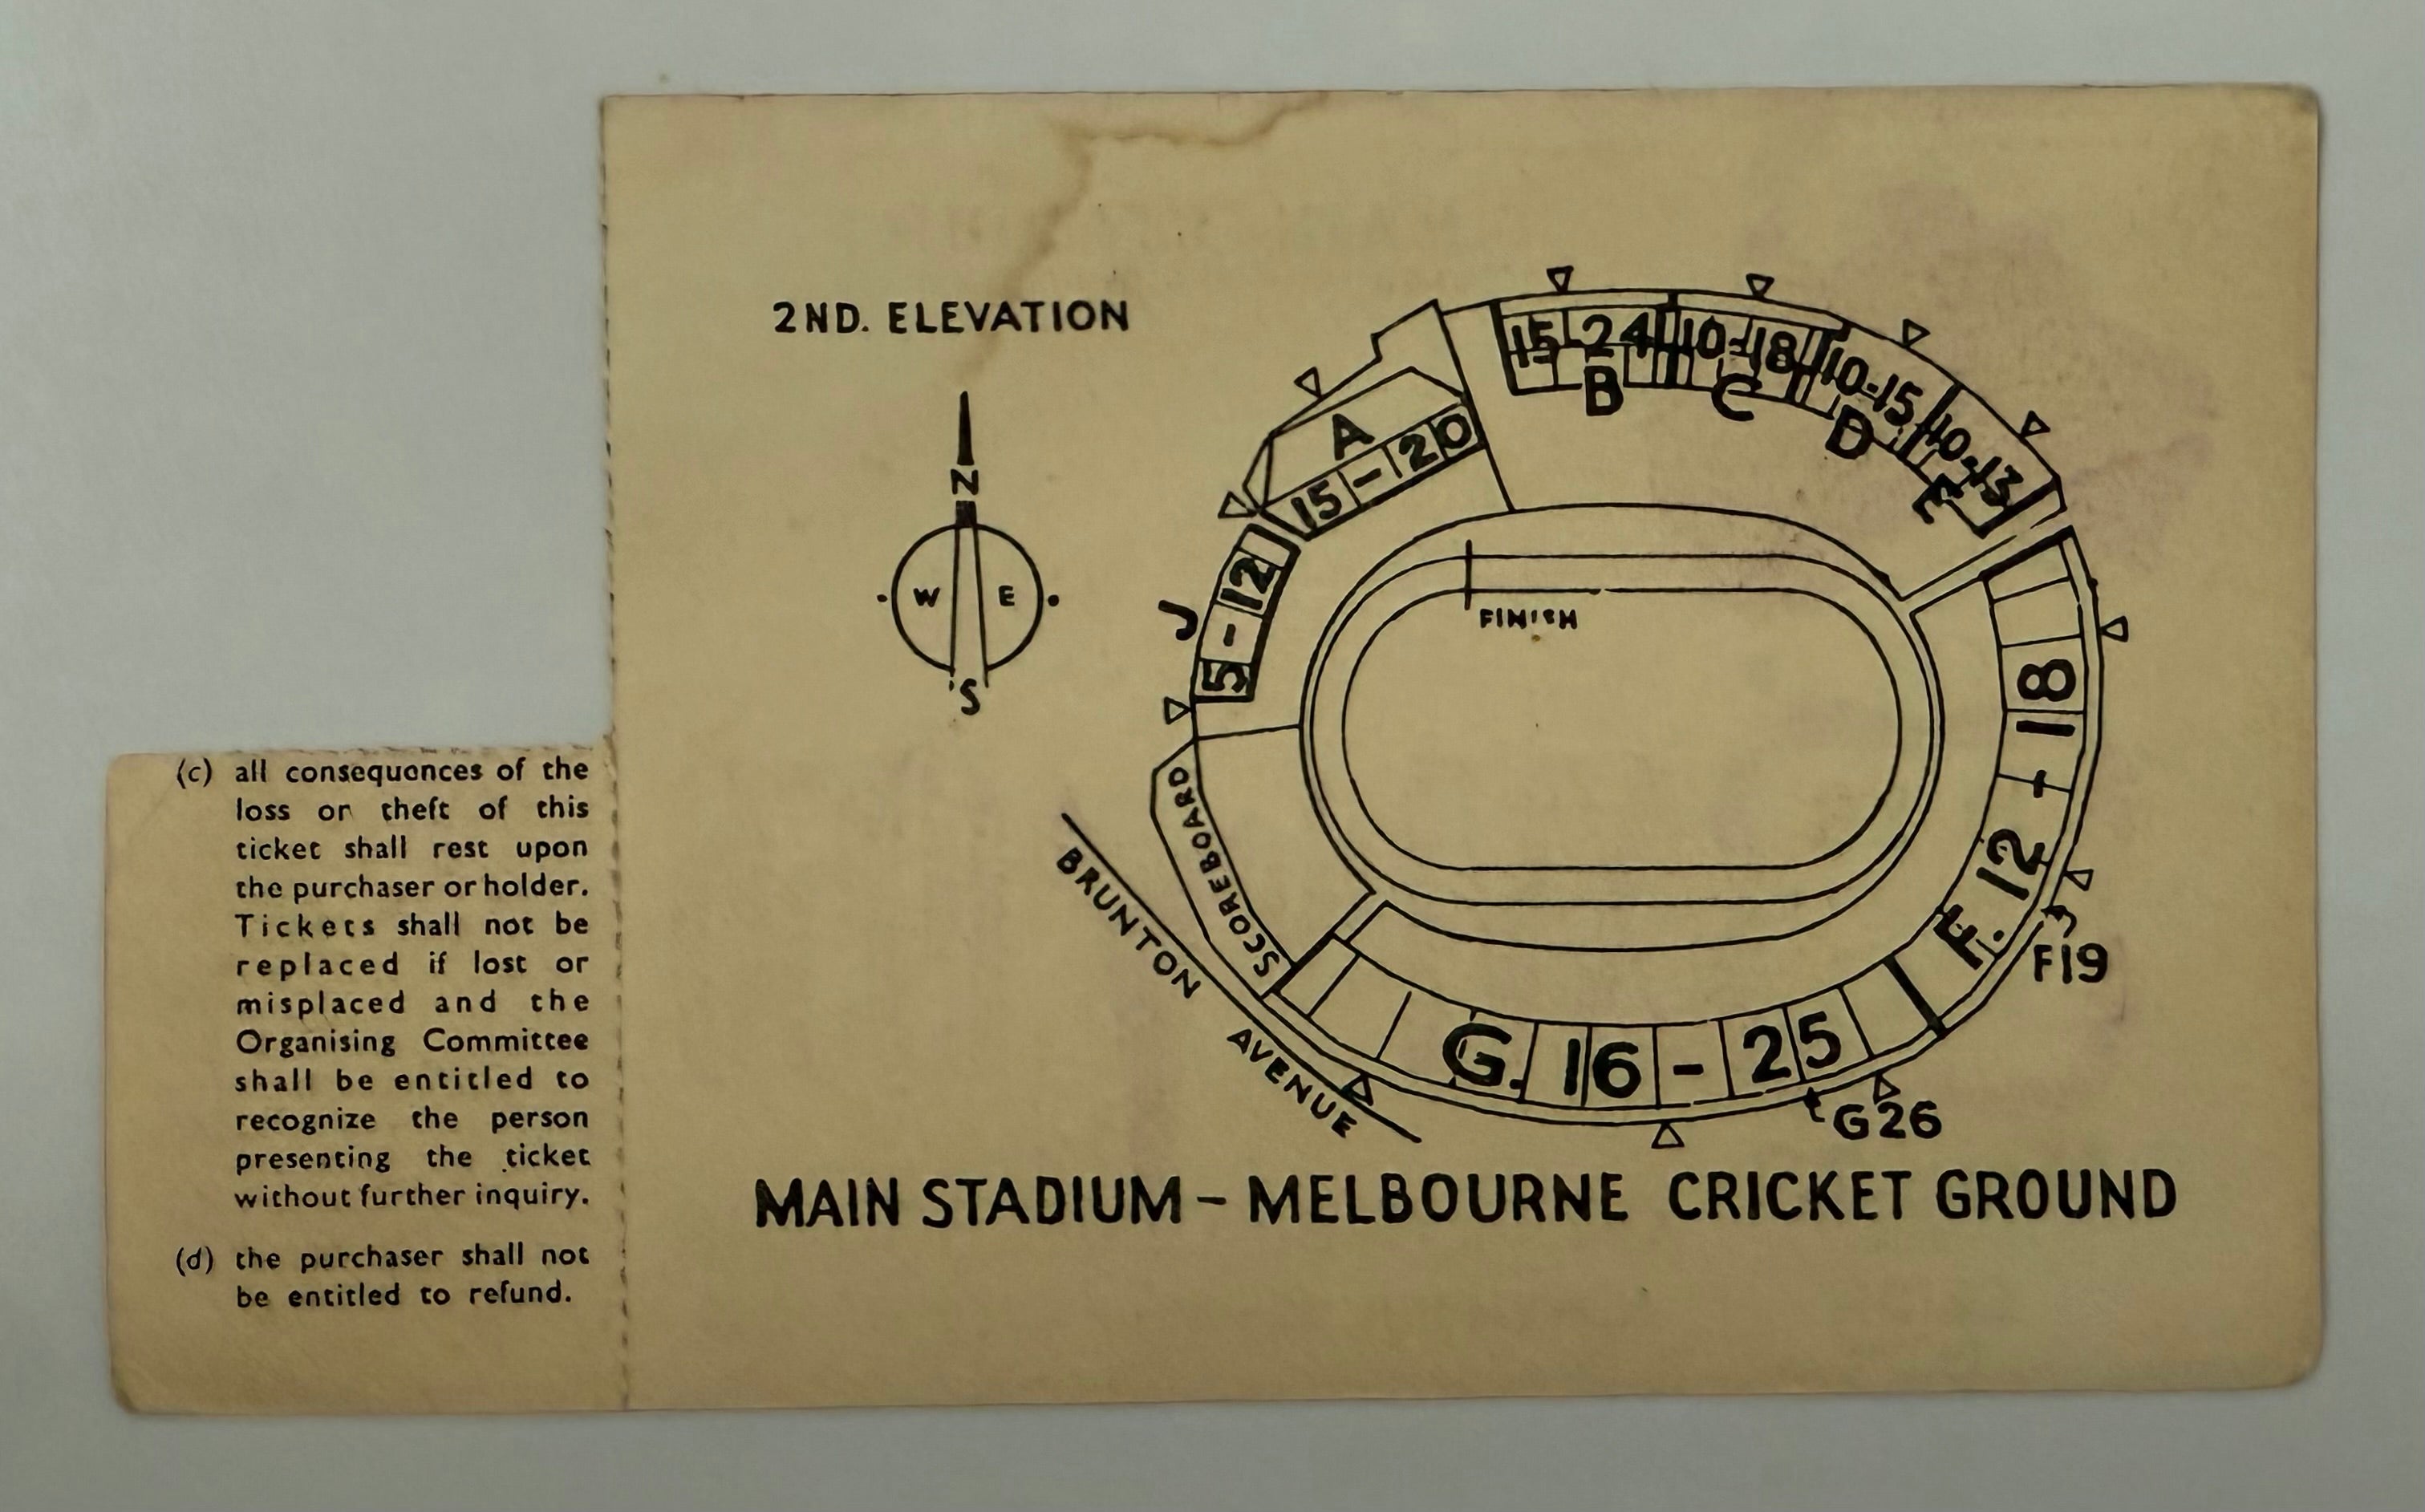 (c) all consequences of the
loss or theft of this
ticket shall rest upon
the purchaser or holder.
Tickets shall not be
replaced if lost or
misplaced and the
Organising Committee
shall be entitled to
recognize the person
presenting the ticket
without further inquiry.
(d) the purchaser shall not
be entitled to refund.
2ND. ELEVATION
N
W E
S
A
15-20
15-24
B
10-18
C
10-15
D
10-13
E
J
5-12
FINISH
F. 12-18
F19
SCOREBOARD
BRUNTON AVENUE
G. 16-25
G26
MAIN STADIUM - MELBOURNE CRICKET GROUND